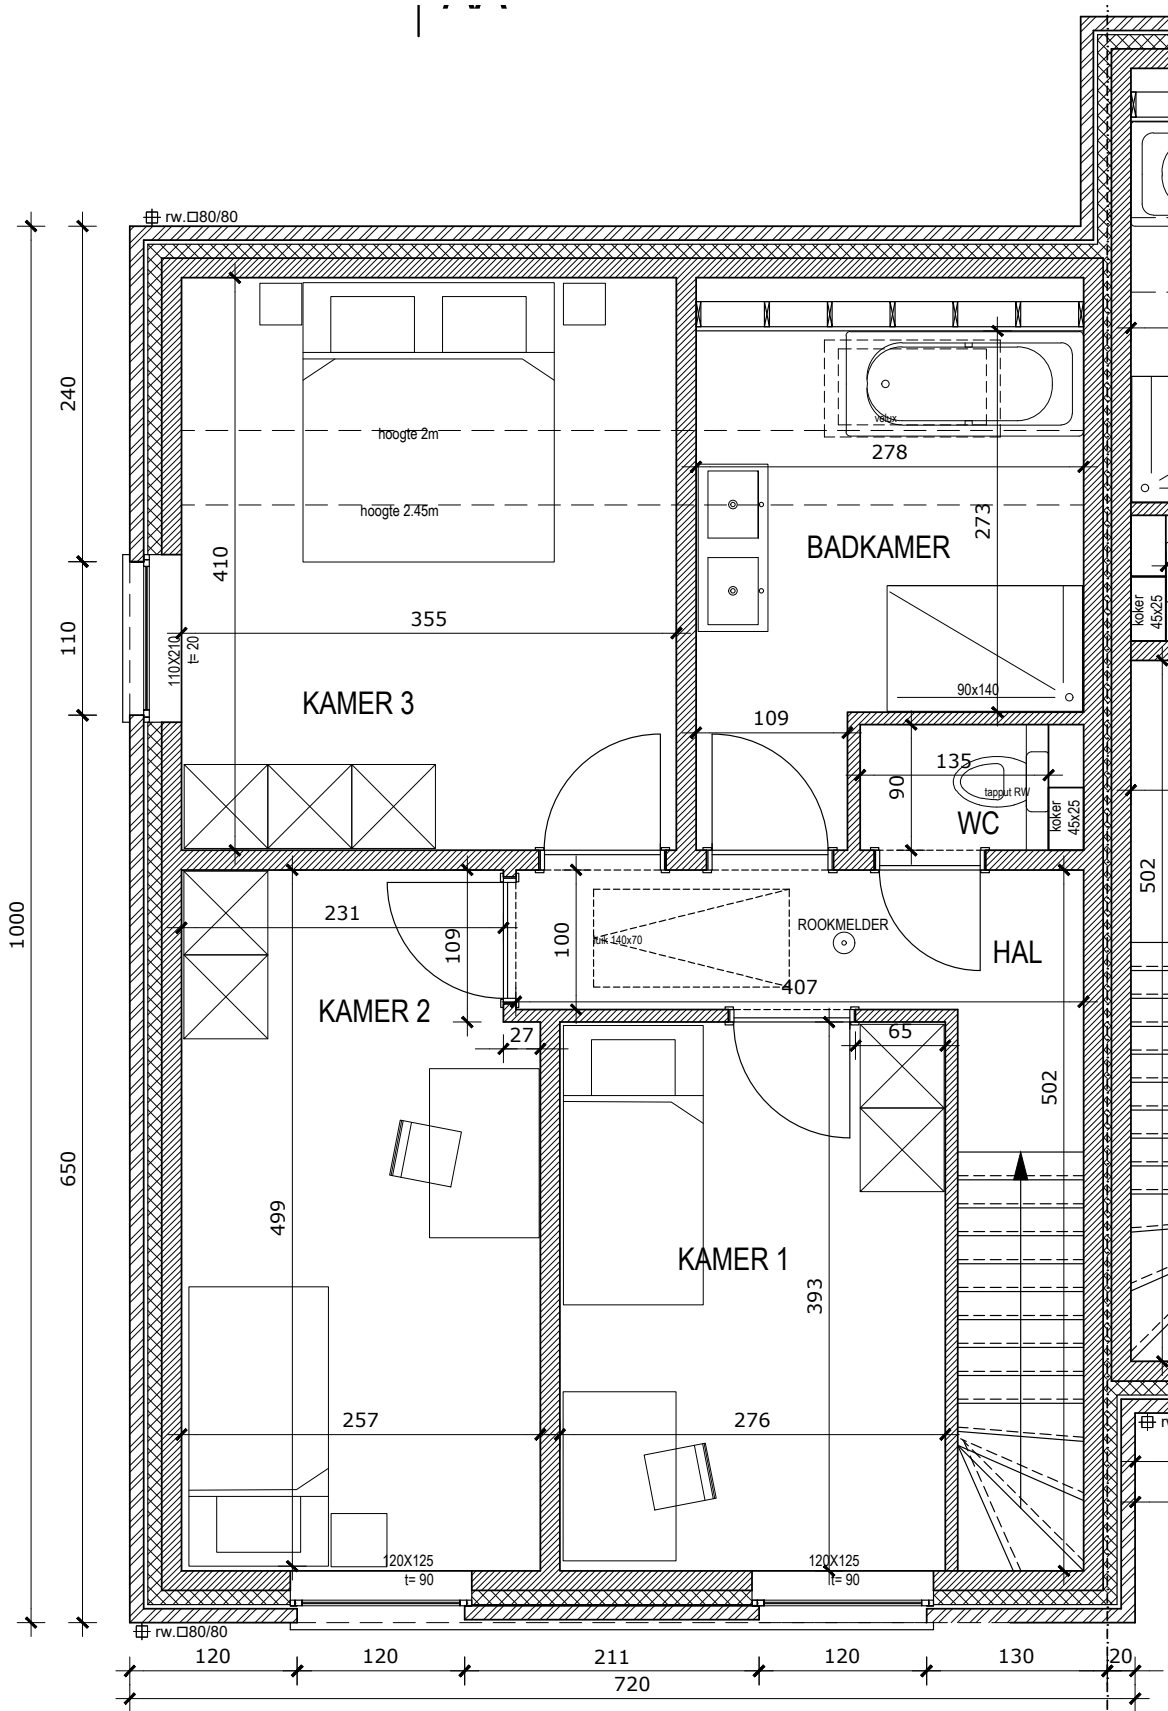 rw.□80/80
240
hoogte 2m
velux
278
hoogte 2.45m
273
BADKAMER
410
koker
45x25
355
110
110X210
t= 20
KAMER 3
90x140
109
135
90
tapput RW
WC
koker
45x25
502
1000
231
109
100
luik 140x70
ROOKMELDER
HAL
407
KAMER 2
27
65
502
650
499
KAMER 1
393
257
276
120X125
t= 90
120X125
t= 90
rw.□80/80
120
120
211
120
130
20
720